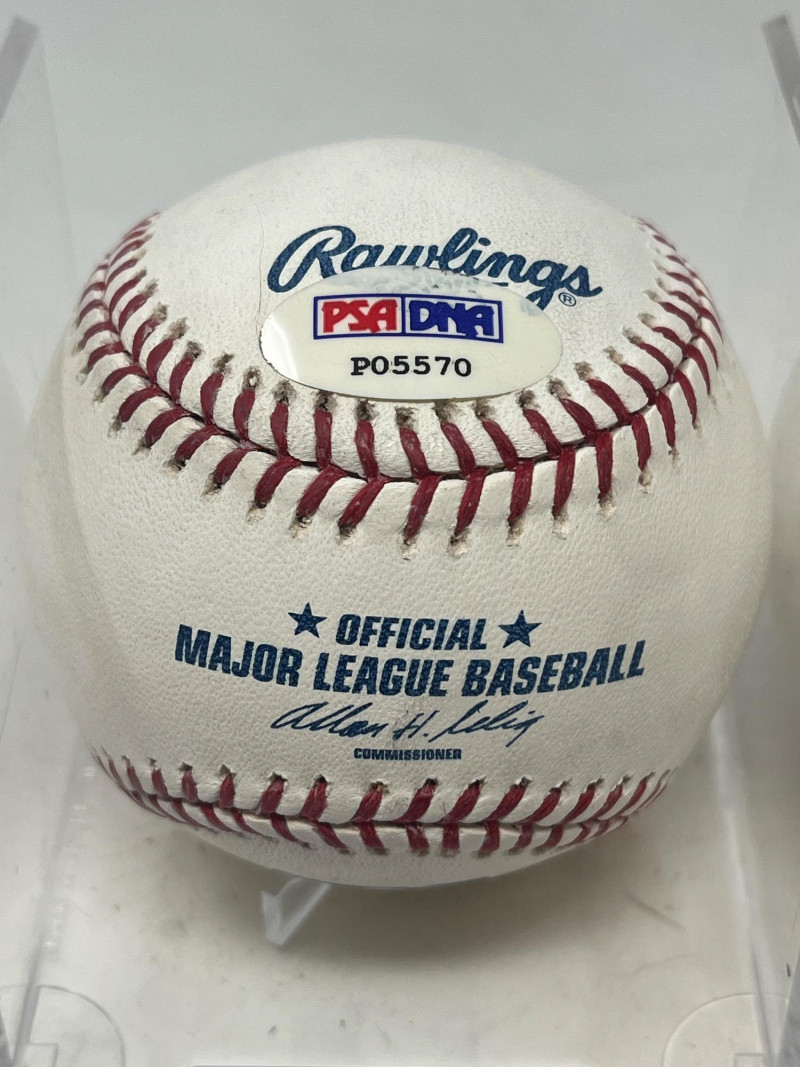 Rawlings®
PSA DNA
P05570
★ OFFICIAL ★
MAJOR LEAGUE BASEBALL
Allan H. Selig
COMMISSIONER